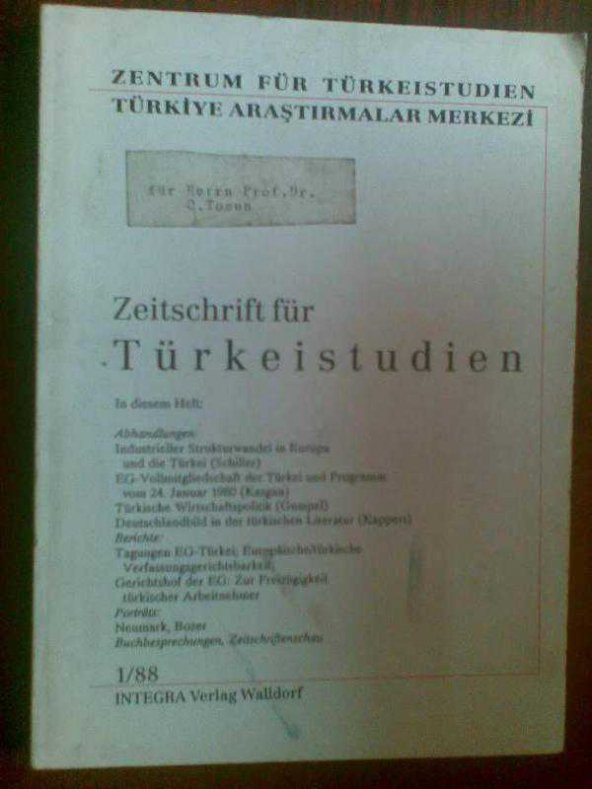 ZENTRUM FÜR TÜRKEISTUDIEN
TÜRKİYE ARAŞTIRMALAR MERKEZİ
für Herrn Prof.Dr.
Zeitschrift für
Türkeistudien
In diesem Heft:
Abhandlungen:
Industrieller Strukturwandel in Europa
und die Türkei (Schiller)
EG-Vollmitgliedschaft der Türkei und Programm
vom 24. Januar 1980 (Kazgan)
Türkische Wirtschaftspolitik (Gumpel)
Deutschlandbild in der türkischen Literatur (Kappert)
Berichte:
Tagungen EG-Türkei; Europäische/türkische
Verfassungsgerichtsbarkeit;
Gerichtshof der EG: Zur Freizügigkeit
türkischer Arbeitnehmer
Porträts:
Neumark, Bozer
Buchbesprechungen, Zeitschriftenschau
1/88
INTEGRA Verlag Walldorf